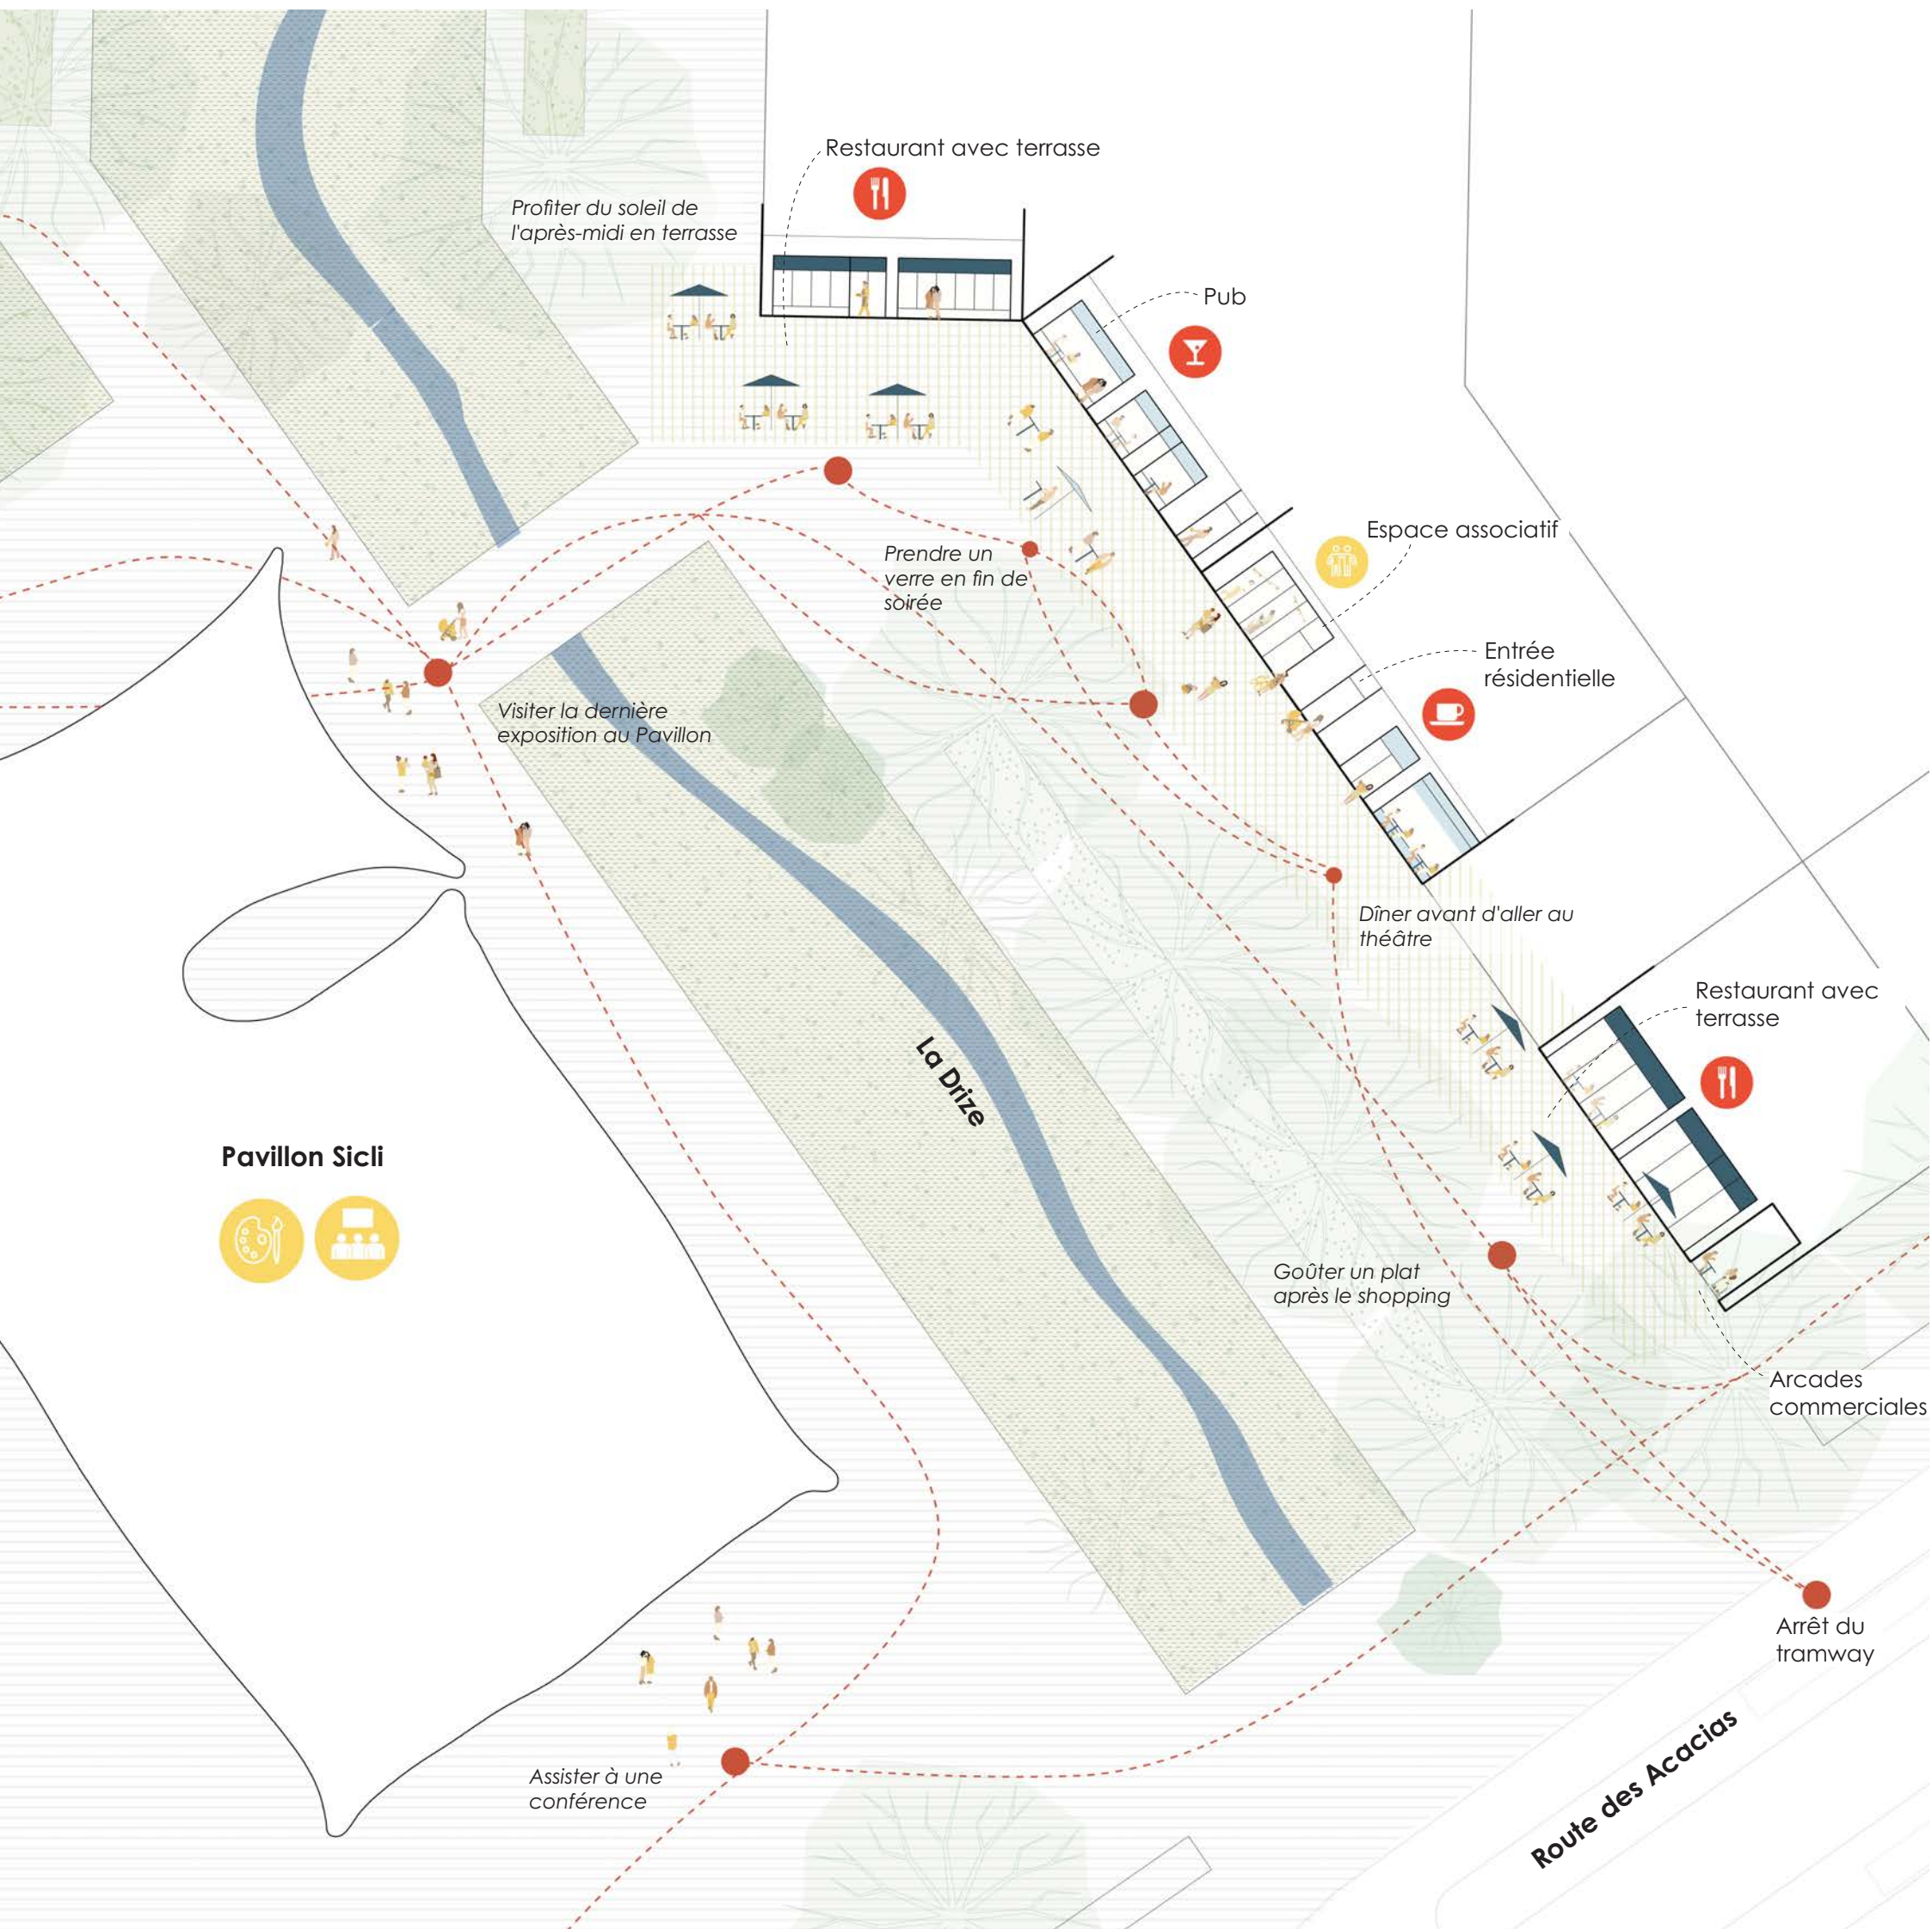 Restaurant avec terrasse
Profiter du soleil de
l'après-midi en terrasse
Pub
Espace associatif
Prendre un
verre en fin de
soirée
Entrée
résidentielle
Visiter la dernière
exposition au Pavillon
Dîner avant d'aller au
théâtre
Restaurant avec
terrasse
La Drize
Pavillon Sicli
Goûter un plat
après le shopping
Arcades
commerciales
Arrêt du
tramway
Route des Acacias
Assister à une
conférence